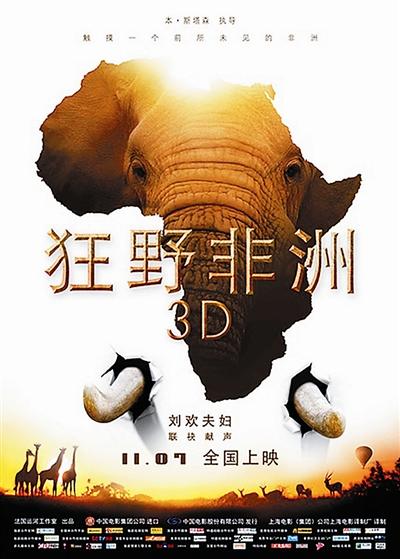 本·斯塔森 执导
触摸一个前所未见的非洲
狂野非洲
3D
刘欢夫妇
联袂献声
11.07 全国上映
法国运河工作室 出品 中国电影集团公司 进口 中国电影股份有限公司 发行 上海电影（集团）公司上海电影译制厂 译制